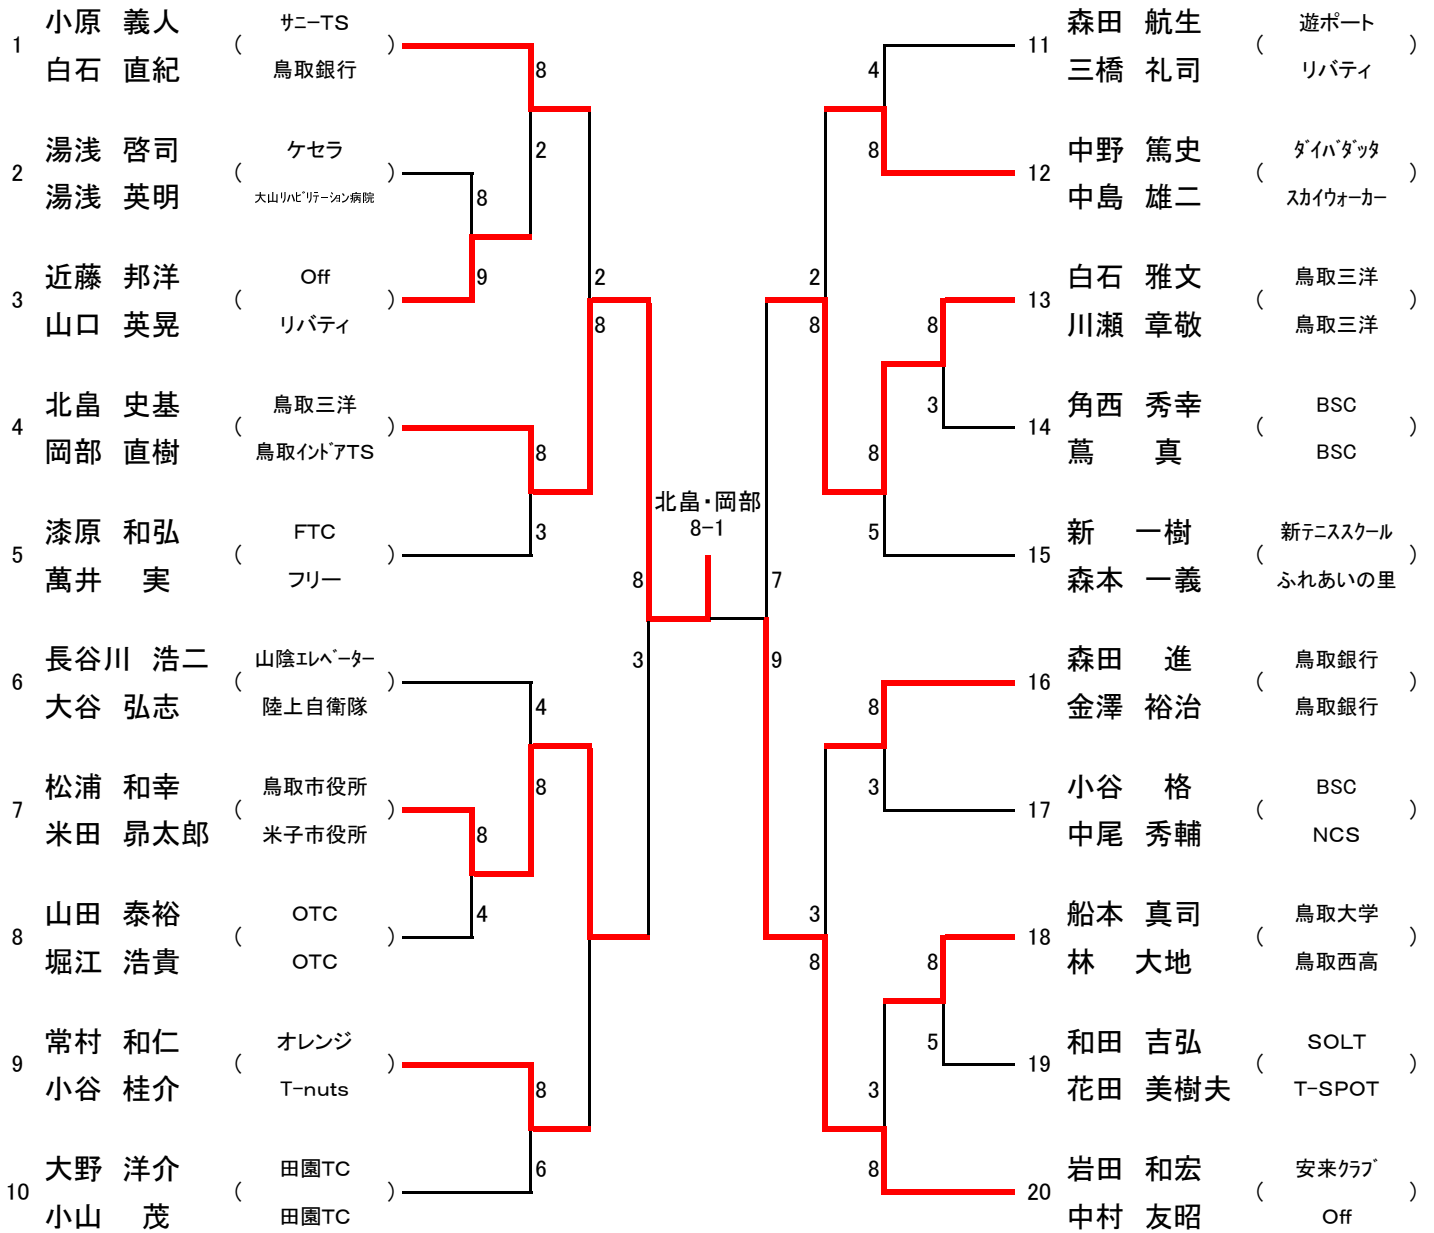 1 小原 義人 ( サニーTS )
白石 直紀 鳥取銀行
2 湯浅 啓司 ( ケセラ )
湯浅 英明 大山リハビリテーション病院
3 近藤 邦洋 ( Off )
山口 英晃 リバティ
4 北畠 史基 ( 鳥取三洋 )
岡部 直樹 鳥取インドアTS
5 漆原 和弘 ( FTC )
萬井 実 フリー
6 長谷川 浩二 ( 山陰エレベーター )
大谷 弘志 陸上自衛隊
7 松浦 和幸 ( 鳥取市役所 )
米田 昴太郎 米子市役所
8 山田 泰裕 ( OTC )
堀江 浩貴 OTC
9 常村 和仁 ( オレンジ )
小谷 桂介 T-nuts
10 大野 洋介 ( 田園TC )
小山 茂 田園TC
8
2
8
9
2
8
8
3
8
3
4
8
8
4
8
6
北畠・岡部
8-1
4
8
2
8
8
3
8
5
7
9
8
3
3
8
8
5
3
8
11 森田 航生 ( 遊ポート )
三橋 礼司 リバティ
12 中野 篤史 ( ダイバダッタ )
中島 雄二 スカイウォーカー
13 白石 雅文 ( 鳥取三洋 )
川瀬 章敬 鳥取三洋
14 角西 秀幸 ( BSC )
蔦 真 BSC
15 新 一樹 ( 新テニススクール )
森本 一義 ふれあいの里
16 森田 進 ( 鳥取銀行 )
金澤 裕治 鳥取銀行
17 小谷 格 ( BSC )
中尾 秀輔 NCS
18 船本 真司 ( 鳥取大学 )
林 大地 鳥取西高
19 和田 吉弘 ( SOLT )
花田 美樹夫 T-SPOT
20 岩田 和宏 ( 安来クラブ )
中村 友昭 Off